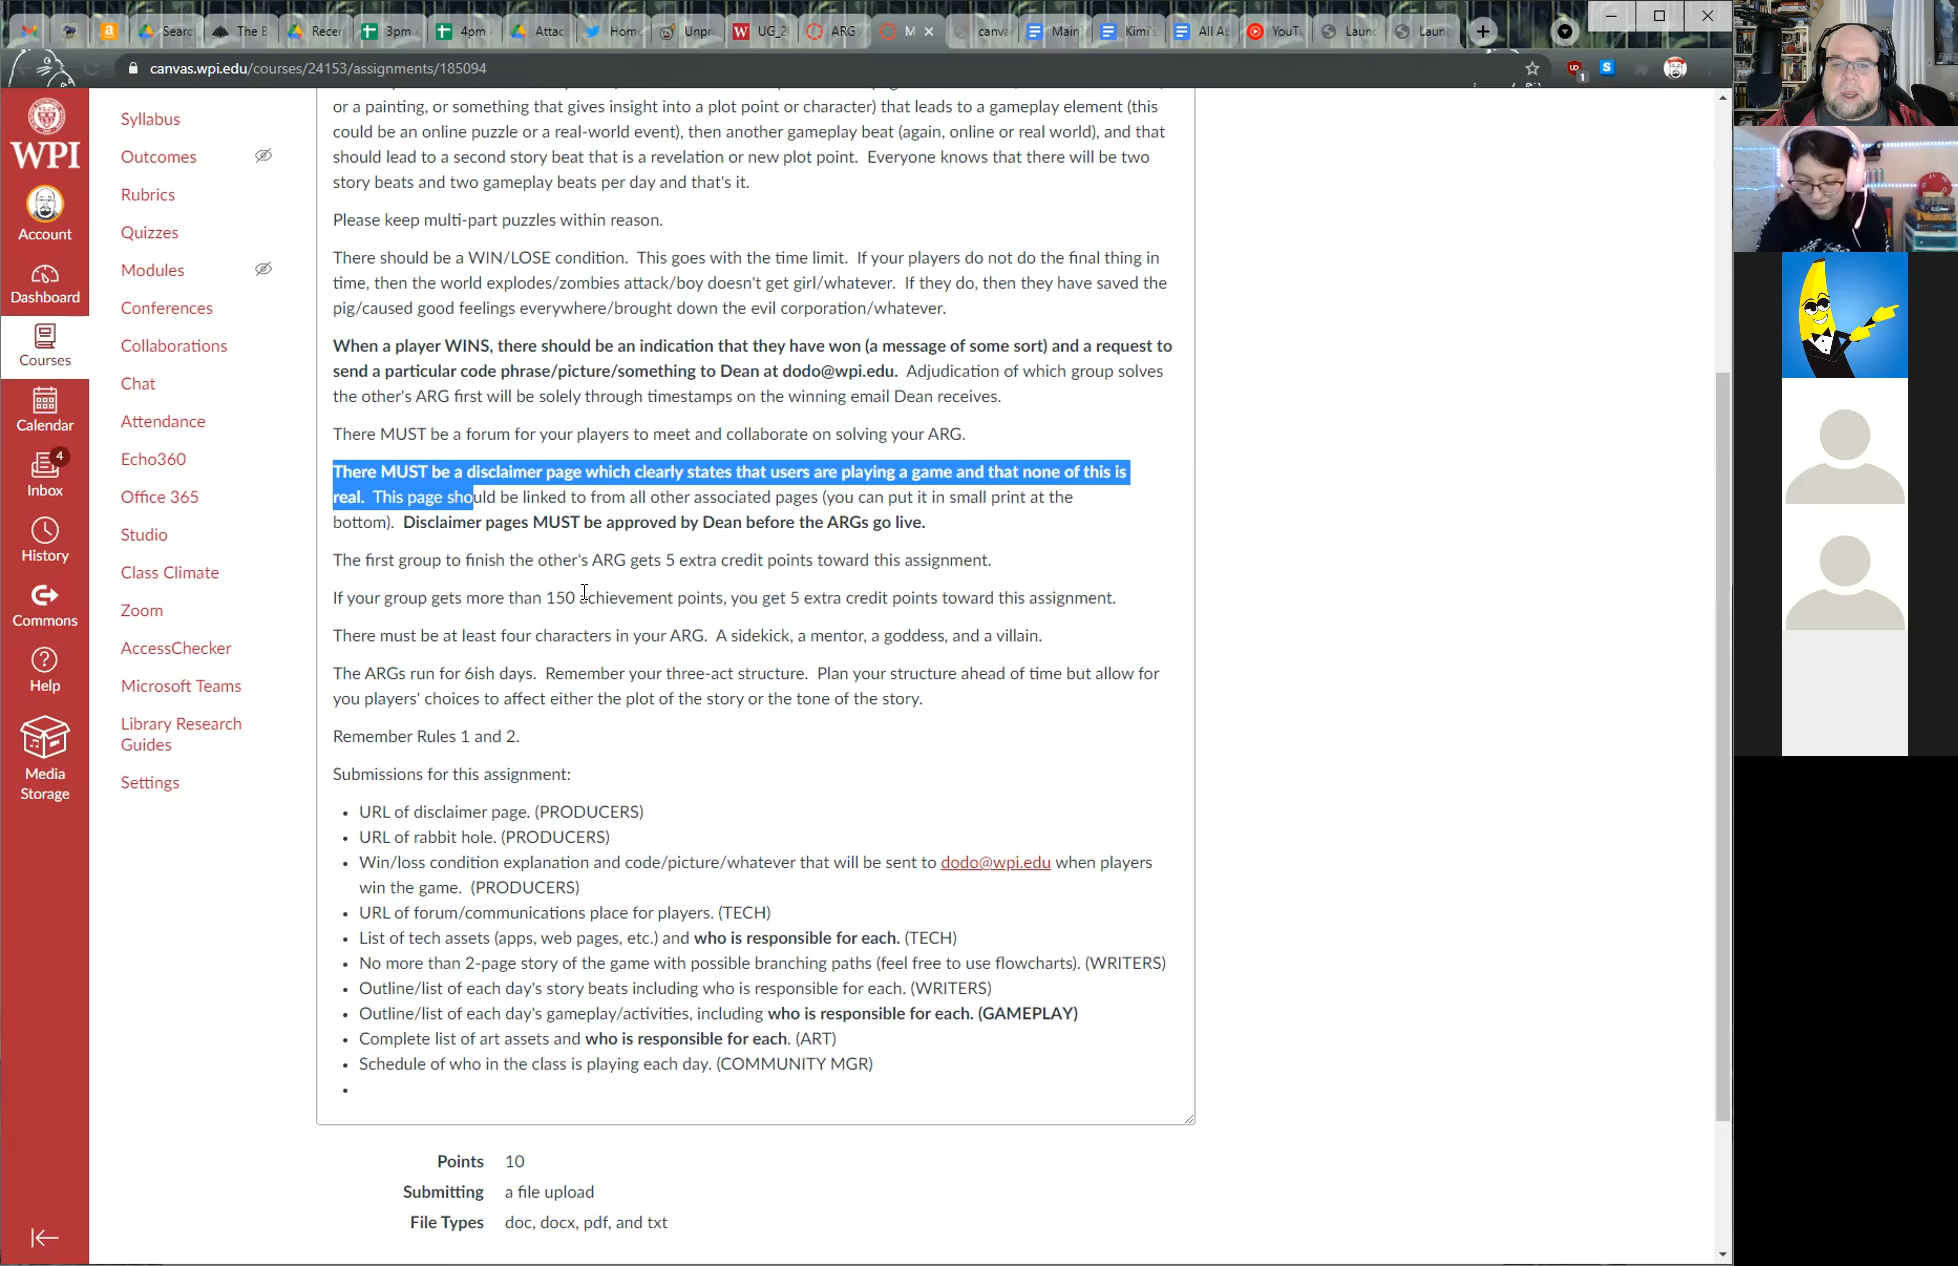 Searc
The E
Recer
3pm
4pm
Attac
Home
Unpr
UG_2
ARG
M
canva
Main
Kimi's
All As
YouT
Launc
Laun
canvas.wpi.edu/courses/24153/assignments/185094
WPI
Account
Dashboard
Courses
Calendar
4
Inbox
History
Commons
Help
Media
Storage
Syllabus
Outcomes
Rubrics
Quizzes
Modules
Conferences
Collaborations
Chat
Attendance
Echo360
Office 365
Studio
Class Climate
Zoom
AccessChecker
Microsoft Teams
Library Research
Guides
Settings
or a painting, or something that gives insight into a plot point or character) that leads to a gameplay element (this
could be an online puzzle or a real-world event), then another gameplay beat (again, online or real world), and that
should lead to a second story beat that is a revelation or new plot point.  Everyone knows that there will be two
story beats and two gameplay beats per day and that's it.
Please keep multi-part puzzles within reason.
There should be a WIN/LOSE condition.  This goes with the time limit.  If your players do not do the final thing in
time, then the world explodes/zombies attack/boy doesn't get girl/whatever.  If they do, then they have saved the
pig/caused good feelings everywhere/brought down the evil corporation/whatever.
When a player WINS, there should be an indication that they have won (a message of some sort) and a request to
send a particular code phrase/picture/something to Dean at dodo@wpi.edu.  Adjudication of which group solves
the other's ARG first will be solely through timestamps on the winning email Dean receives.
There MUST be a forum for your players to meet and collaborate on solving your ARG.
There MUST be a disclaimer page which clearly states that users are playing a game and that none of this is
real.  This page should be linked to from all other associated pages (you can put it in small print at the
bottom).  Disclaimer pages MUST be approved by Dean before the ARGs go live.
The first group to finish the other's ARG gets 5 extra credit points toward this assignment.
If your group gets more than 150 achievement points, you get 5 extra credit points toward this assignment.
There must be at least four characters in your ARG.  A sidekick, a mentor, a goddess, and a villain.
The ARGs run for 6ish days.  Remember your three-act structure.  Plan your structure ahead of time but allow for
you players' choices to affect either the plot of the story or the tone of the story.
Remember Rules 1 and 2.
Submissions for this assignment:
• URL of disclaimer page. (PRODUCERS)
• URL of rabbit hole. (PRODUCERS)
• Win/loss condition explanation and code/picture/whatever that will be sent to dodo@wpi.edu when players
win the game.  (PRODUCERS)
• URL of forum/communications place for players. (TECH)
• List of tech assets (apps, web pages, etc.) and who is responsible for each. (TECH)
• No more than 2-page story of the game with possible branching paths (feel free to use flowcharts). (WRITERS)
• Outline/list of each day's story beats including who is responsible for each. (WRITERS)
• Outline/list of each day's gameplay/activities, including who is responsible for each. (GAMEPLAY)
• Complete list of art assets and who is responsible for each. (ART)
• Schedule of who in the class is playing each day. (COMMUNITY MGR)
•
Points 10
Submitting a file upload
File Types doc, docx, pdf, and txt